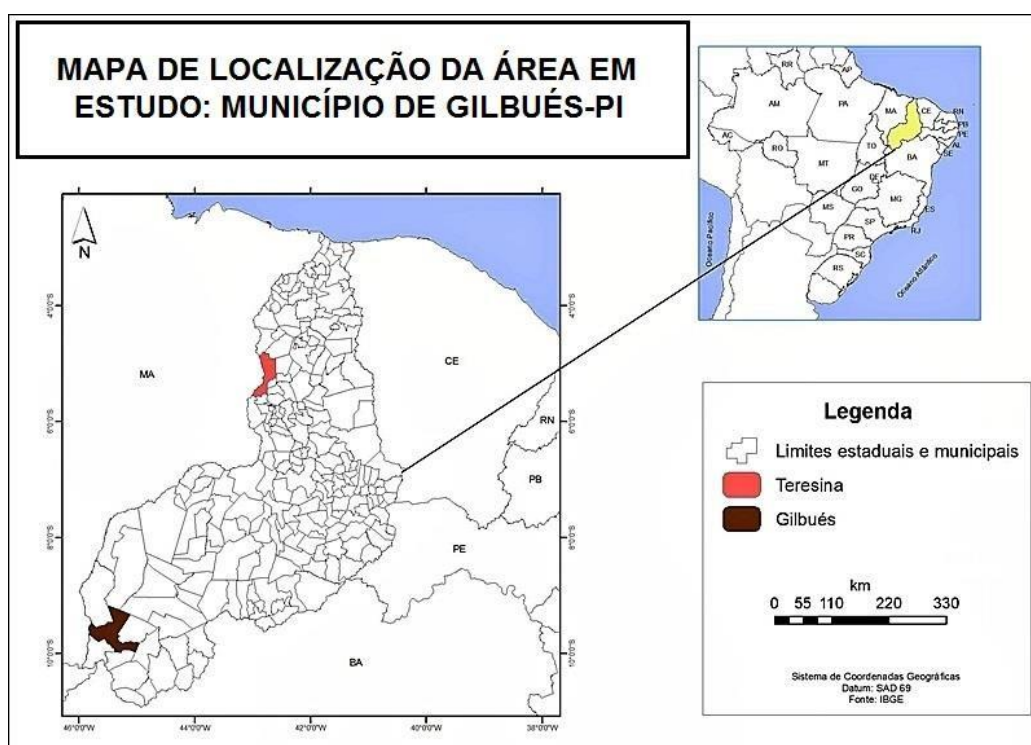 MAPA DE LOCALIZAÇÃO DA ÁREA EM
ESTUDO: MUNICÍPIO DE GILBUÉS-PI
RR
AP
AM
PA
MA
CE
RN
PB
PE
AL
SE
AC
RO
TO
BA
MT
DF
GO
MG
MS
ES
SP
RJ
PR
SC
RS
Oceano Pacífico
Oceano Atlântico
N
MA
CE
RN
PB
PE
BA
4°0'0"S
6°0'0"S
8°0'0"S
10°0'0"S
46°0'0"W
44°0'0"W
42°0'0"W
40°0'0"W
38°0'0"W
Legenda
Limites estaduais e municipais
Teresina
Gilbués
km
0 55 110 220 330
Sistema de Coordenadas Geográficas
Datum: SAD 69
Fonte: IBGE